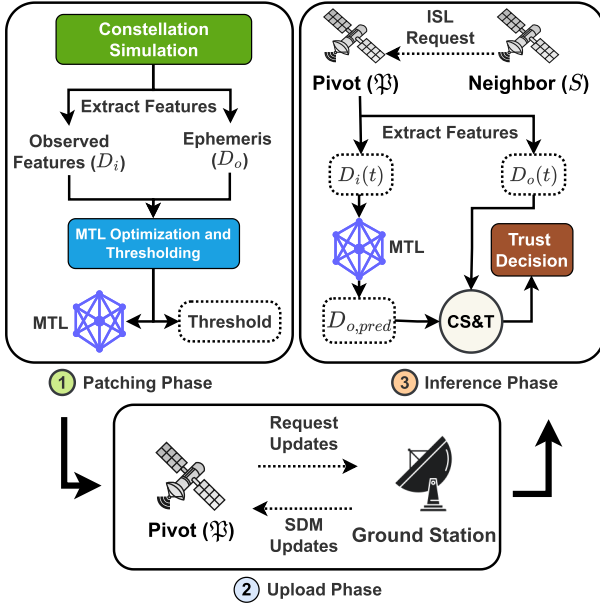 Constellation
Simulation
Extract Features
Observed
Features (D_i)
Ephemeris
(D_o)
MTL Optimization and
Thresholding
MTL
Threshold
1 Patching Phase
ISL
Request
Pivot (𝔓)
Neighbor (S)
Extract Features
D_i(t)
D_o(t)
MTL
Trust
Decision
D_{o,pred}
CS&T
3 Inference Phase
Request
Updates
Pivot (𝔓)
SDM
Updates
Ground Station
2 Upload Phase